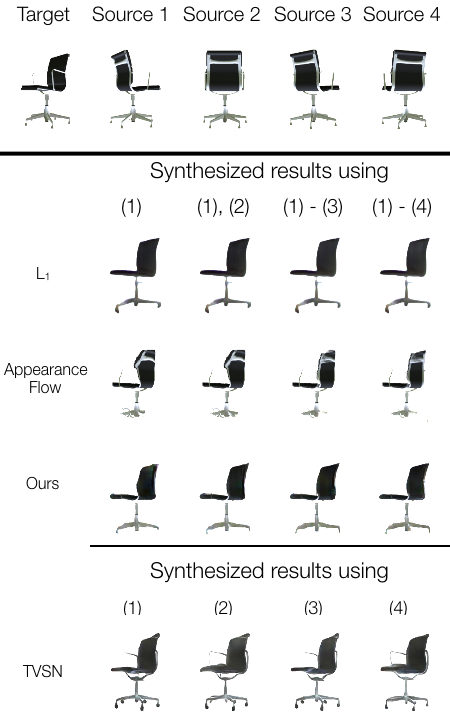 Target Source 1 Source 2 Source 3 Source 4
Synthesized results using
(1) (1), (2) (1) - (3) (1) - (4)
L₁
Appearance
Flow
Ours
Synthesized results using
(1) (2) (3) (4)
TVSN